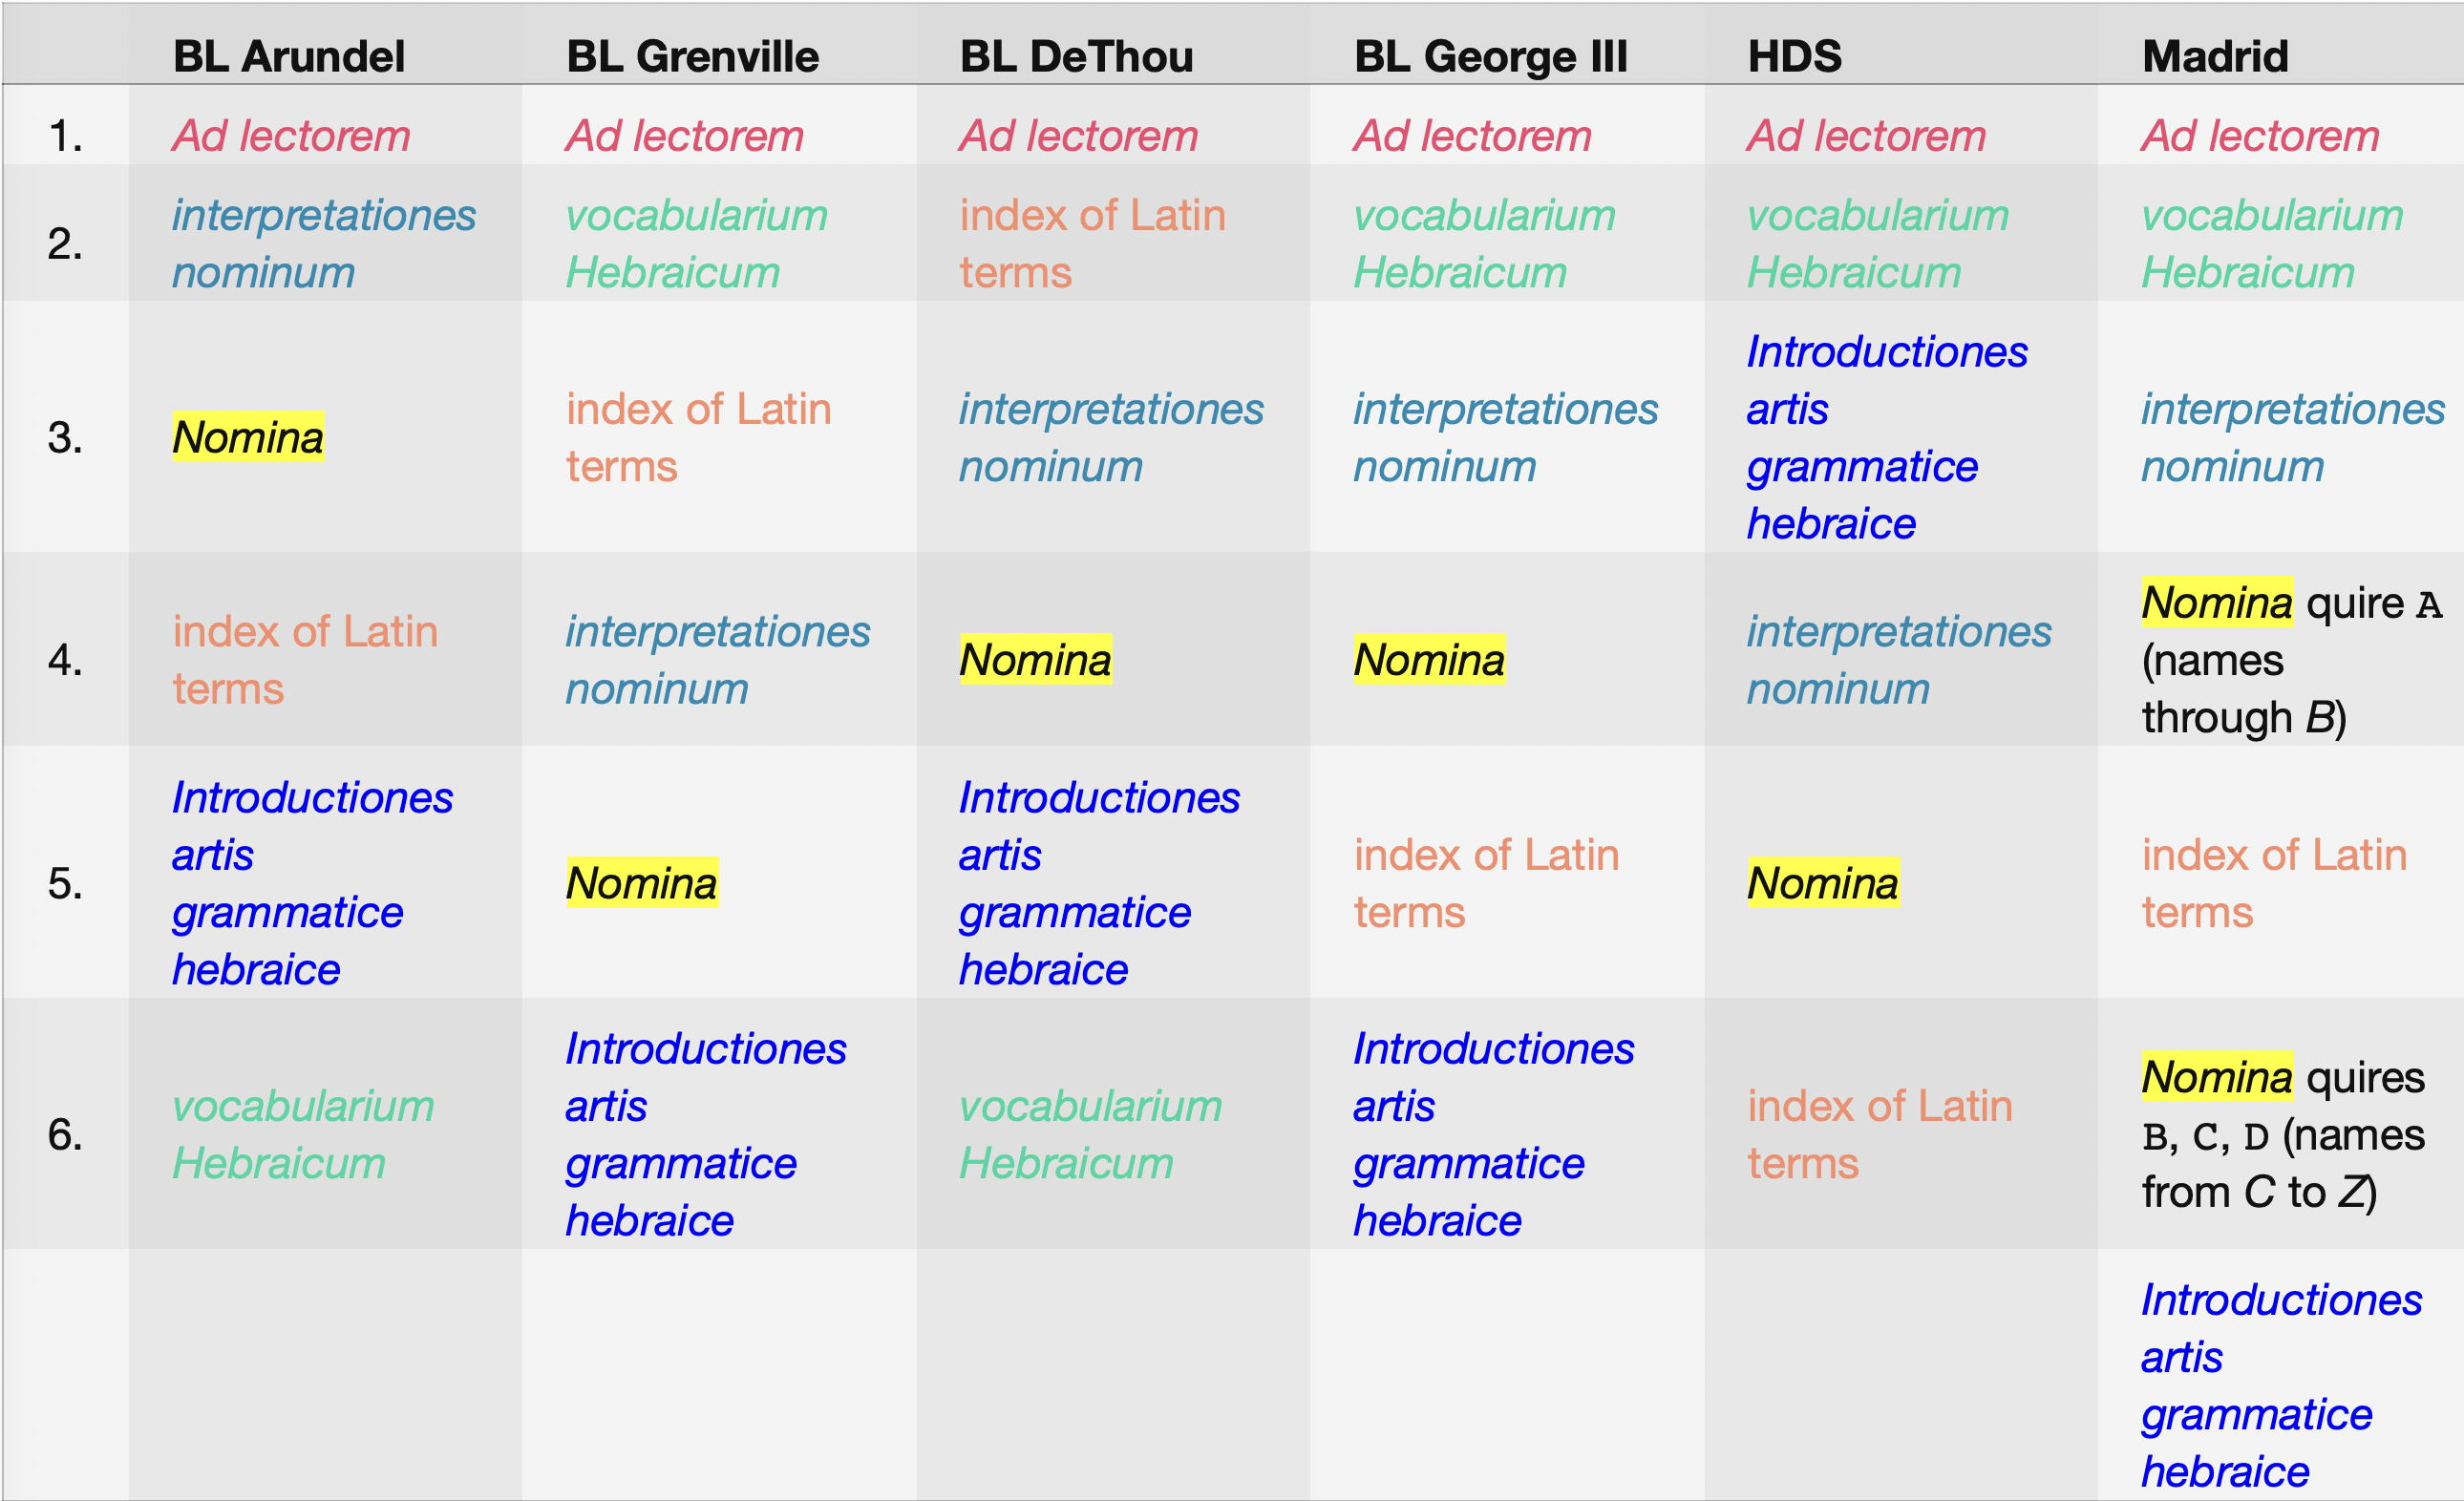 BL Arundel BL Grenville BL DeThou BL George III HDS Madrid
1. Ad lectorem Ad lectorem Ad lectorem Ad lectorem Ad lectorem Ad lectorem
2. interpretationes nominum vocabularium Hebraicum index of Latin terms vocabularium Hebraicum vocabularium Hebraicum vocabularium Hebraicum
3. Nomina index of Latin terms interpretationes nominum interpretationes nominum Introductiones artis grammatice hebraice interpretationes nominum
4. index of Latin terms interpretationes nominum Nomina Nomina interpretationes nominum Nomina quire A (names through B)
5. Introductiones artis grammatice hebraice Nomina Introductiones artis grammatice hebraice index of Latin terms Nomina index of Latin terms
6. vocabularium Hebraicum Introductiones artis grammatice hebraice vocabularium Hebraicum Introductiones artis grammatice hebraice index of Latin terms Nomina quires B, C, D (names from C to Z)
Introductiones artis grammatice hebraice